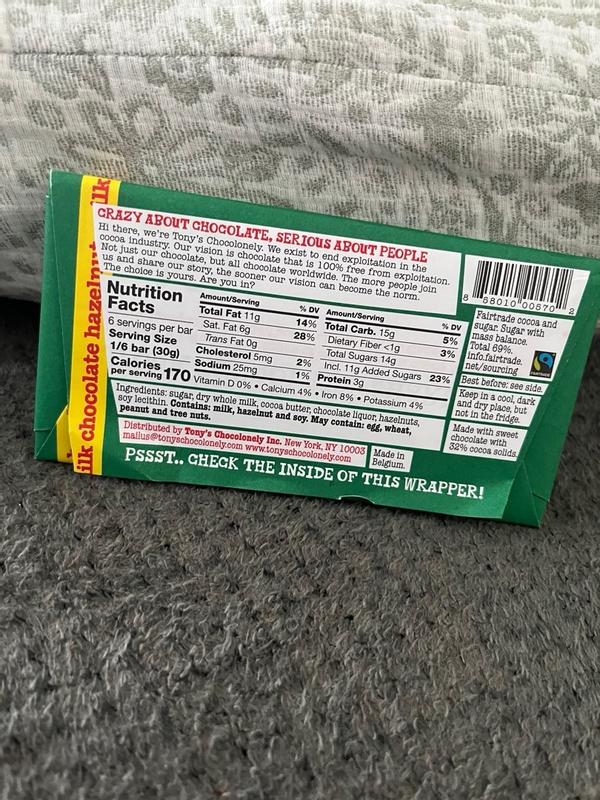 ilk chocolate hazeln
lk
CRAZY ABOUT CHOCOLATE, SERIOUS ABOUT PEOPLE
Hi there, we're Tony's Chocolonely. We exist to end exploitation in the
cocoa industry. Our vision is chocolate that is 100% free from exploitation.
Not just our chocolate, but all chocolate worldwide. The more people join
us and share our story, the sooner our vision can become the norm.
The choice is yours. Are you in?
Nutrition
Facts
6 servings per bar
Serving Size
1/6 bar (30g)
Calories
per serving 170
Amount/Serving % DV
Total Fat 11g 14%
Sat. Fat 6g 28%
Trans Fat 0g
Cholesterol 5mg 2%
Sodium 25mg 1%
Amount/Serving % DV
Total Carb. 15g 5%
Dietary Fiber <1g 3%
Total Sugars 14g
Incl. 11g Added Sugars 23%
Protein 3g
Vitamin D 0% • Calcium 4% • Iron 8% • Potassium 4%
Ingredients: sugar, dry whole milk, cocoa butter, chocolate liquor, hazelnuts,
soy lecithin. Contains: milk, hazelnut and soy. May contain: egg, wheat,
peanut and tree nuts.
Distributed by Tony's Chocolonely Inc. New York, NY 10003
mailus@tonyschocolonely.com www.tonyschocolonely.com
Made in
Belgium.
PSSST.. CHECK THE INSIDE OF THIS WRAPPER!
8 58010 00570 2
Fairtrade cocoa and
sugar. Sugar with
mass balance.
Total 69%.
info.fairtrade.
net/sourcing
FAIRTRADE
Best before: see side.
Keep in a cool, dark
and dry place, but
not in the fridge.
Made with sweet
chocolate with
32% cocoa solids.